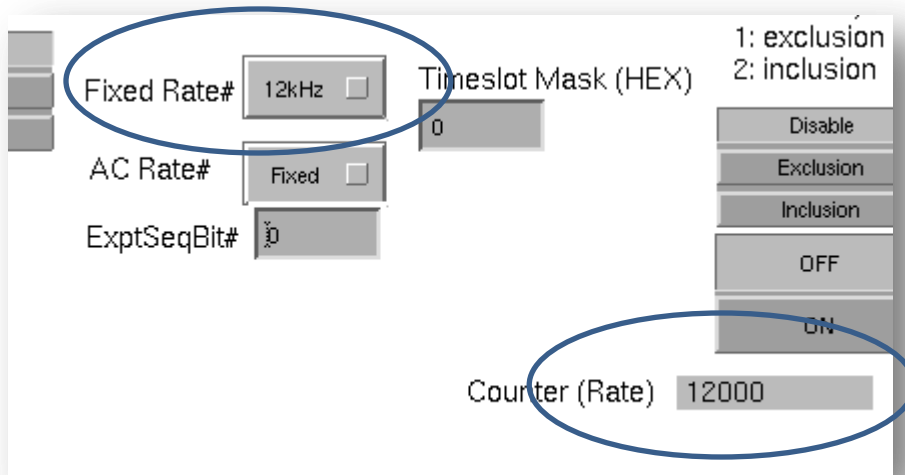 1: exclusion
2: inclusion
Fixed Rate# 12kHz
Timeslot Mask (HEX)
0
Disable
AC Rate# Fixed
Exclusion
Inclusion
ExptSeqBit# 0
OFF
ON
Counter (Rate) 12000